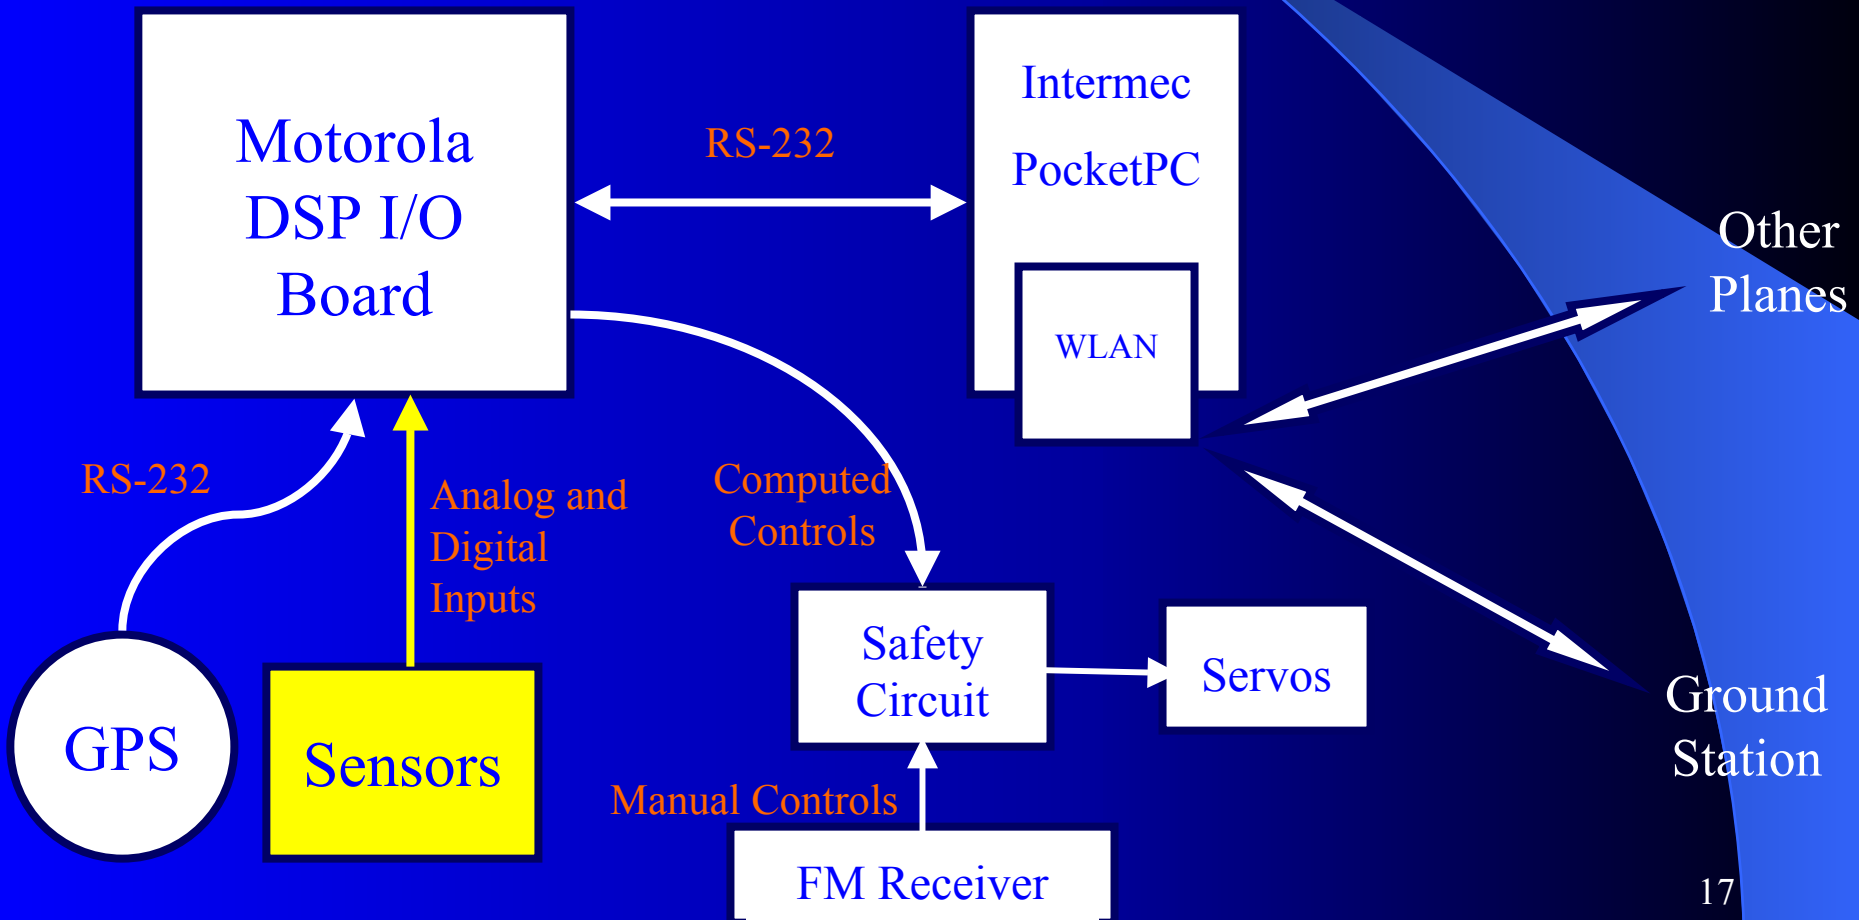 Motorola
DSP I/O
Board
RS-232
Intermec
PocketPC
WLAN
Other
Planes
RS-232
Analog and
Digital
Inputs
Computed
Controls
Safety
Circuit
Servos
Ground
Station
GPS
Sensors
Manual Controls
FM Receiver
17